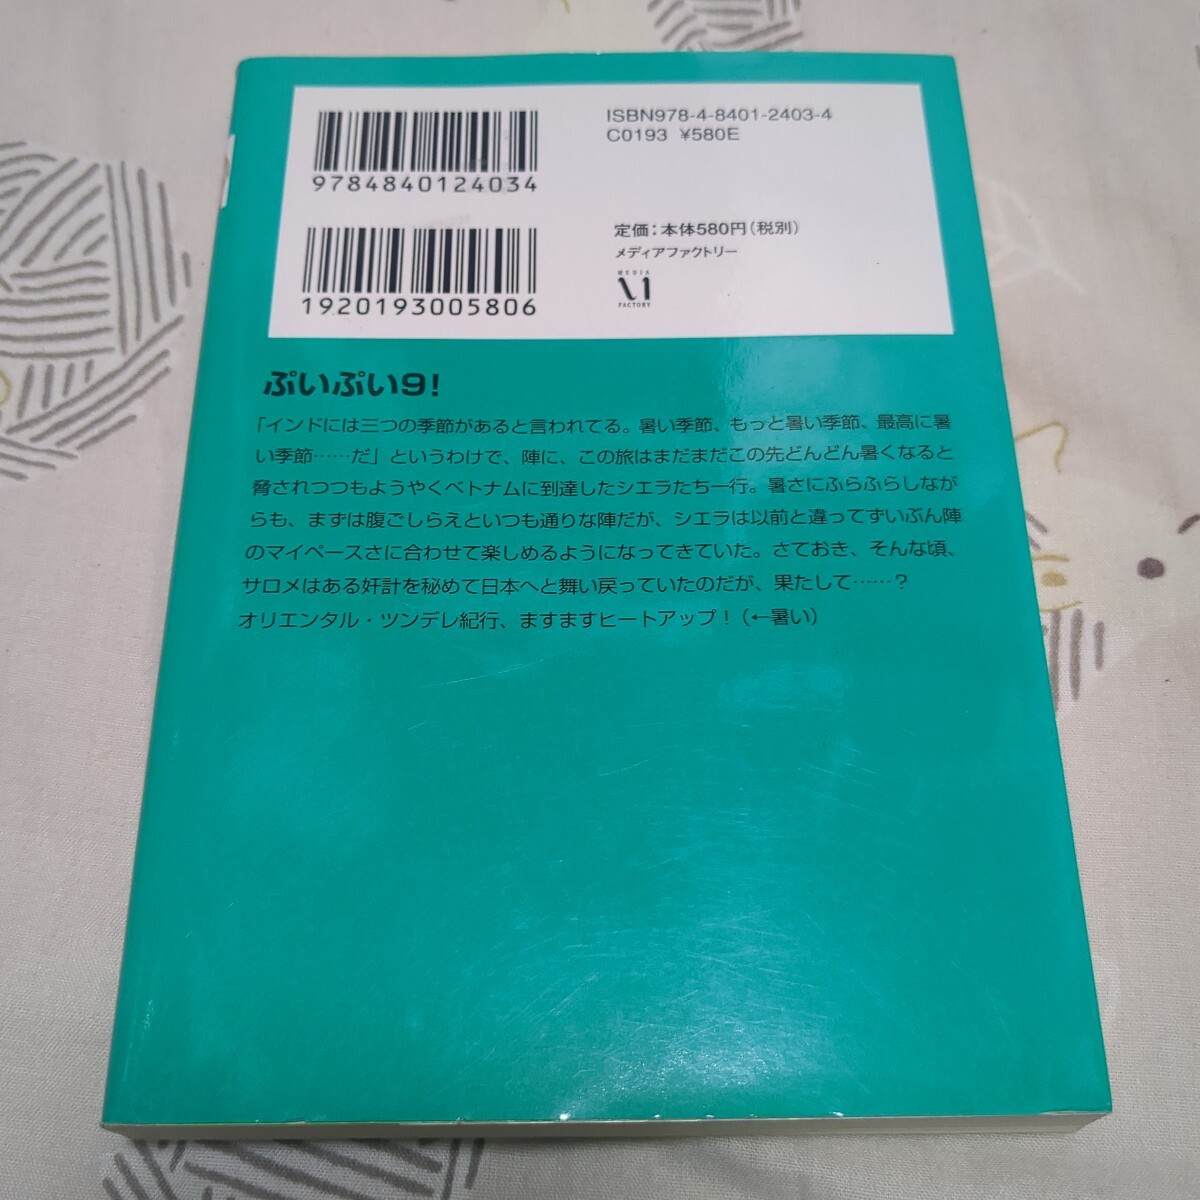 ISBN978-4-8401-2403-4
C0193 ¥580E
9784840124034
定価：本体580円（税別）
メディアファクトリー
MEDIA
FACTORY
1920193005806
ぷいぷい9！
「インドには三つの季節があると言われてる。暑い季節、もっと暑い季節、最高に暑
い季節……だ」というわけで、陣に、この旅はまだまだこの先どんどん暑くなると
脅されつつもようやくベトナムに到達したシエラたち一行。暑さにふらふらしなが
らも、まずは腹ごしらえといつも通りな陣だが、シエラは以前と違ってずいぶん陣
のマイペースさに合わせて楽しめるようになってきていた。さておき、そんな頃、
サロメはある奸計を秘めて日本へと舞い戻っていたのだが、果たして……？
オリエンタル・ツンデレ紀行、ますますヒートアップ！（←暑い）